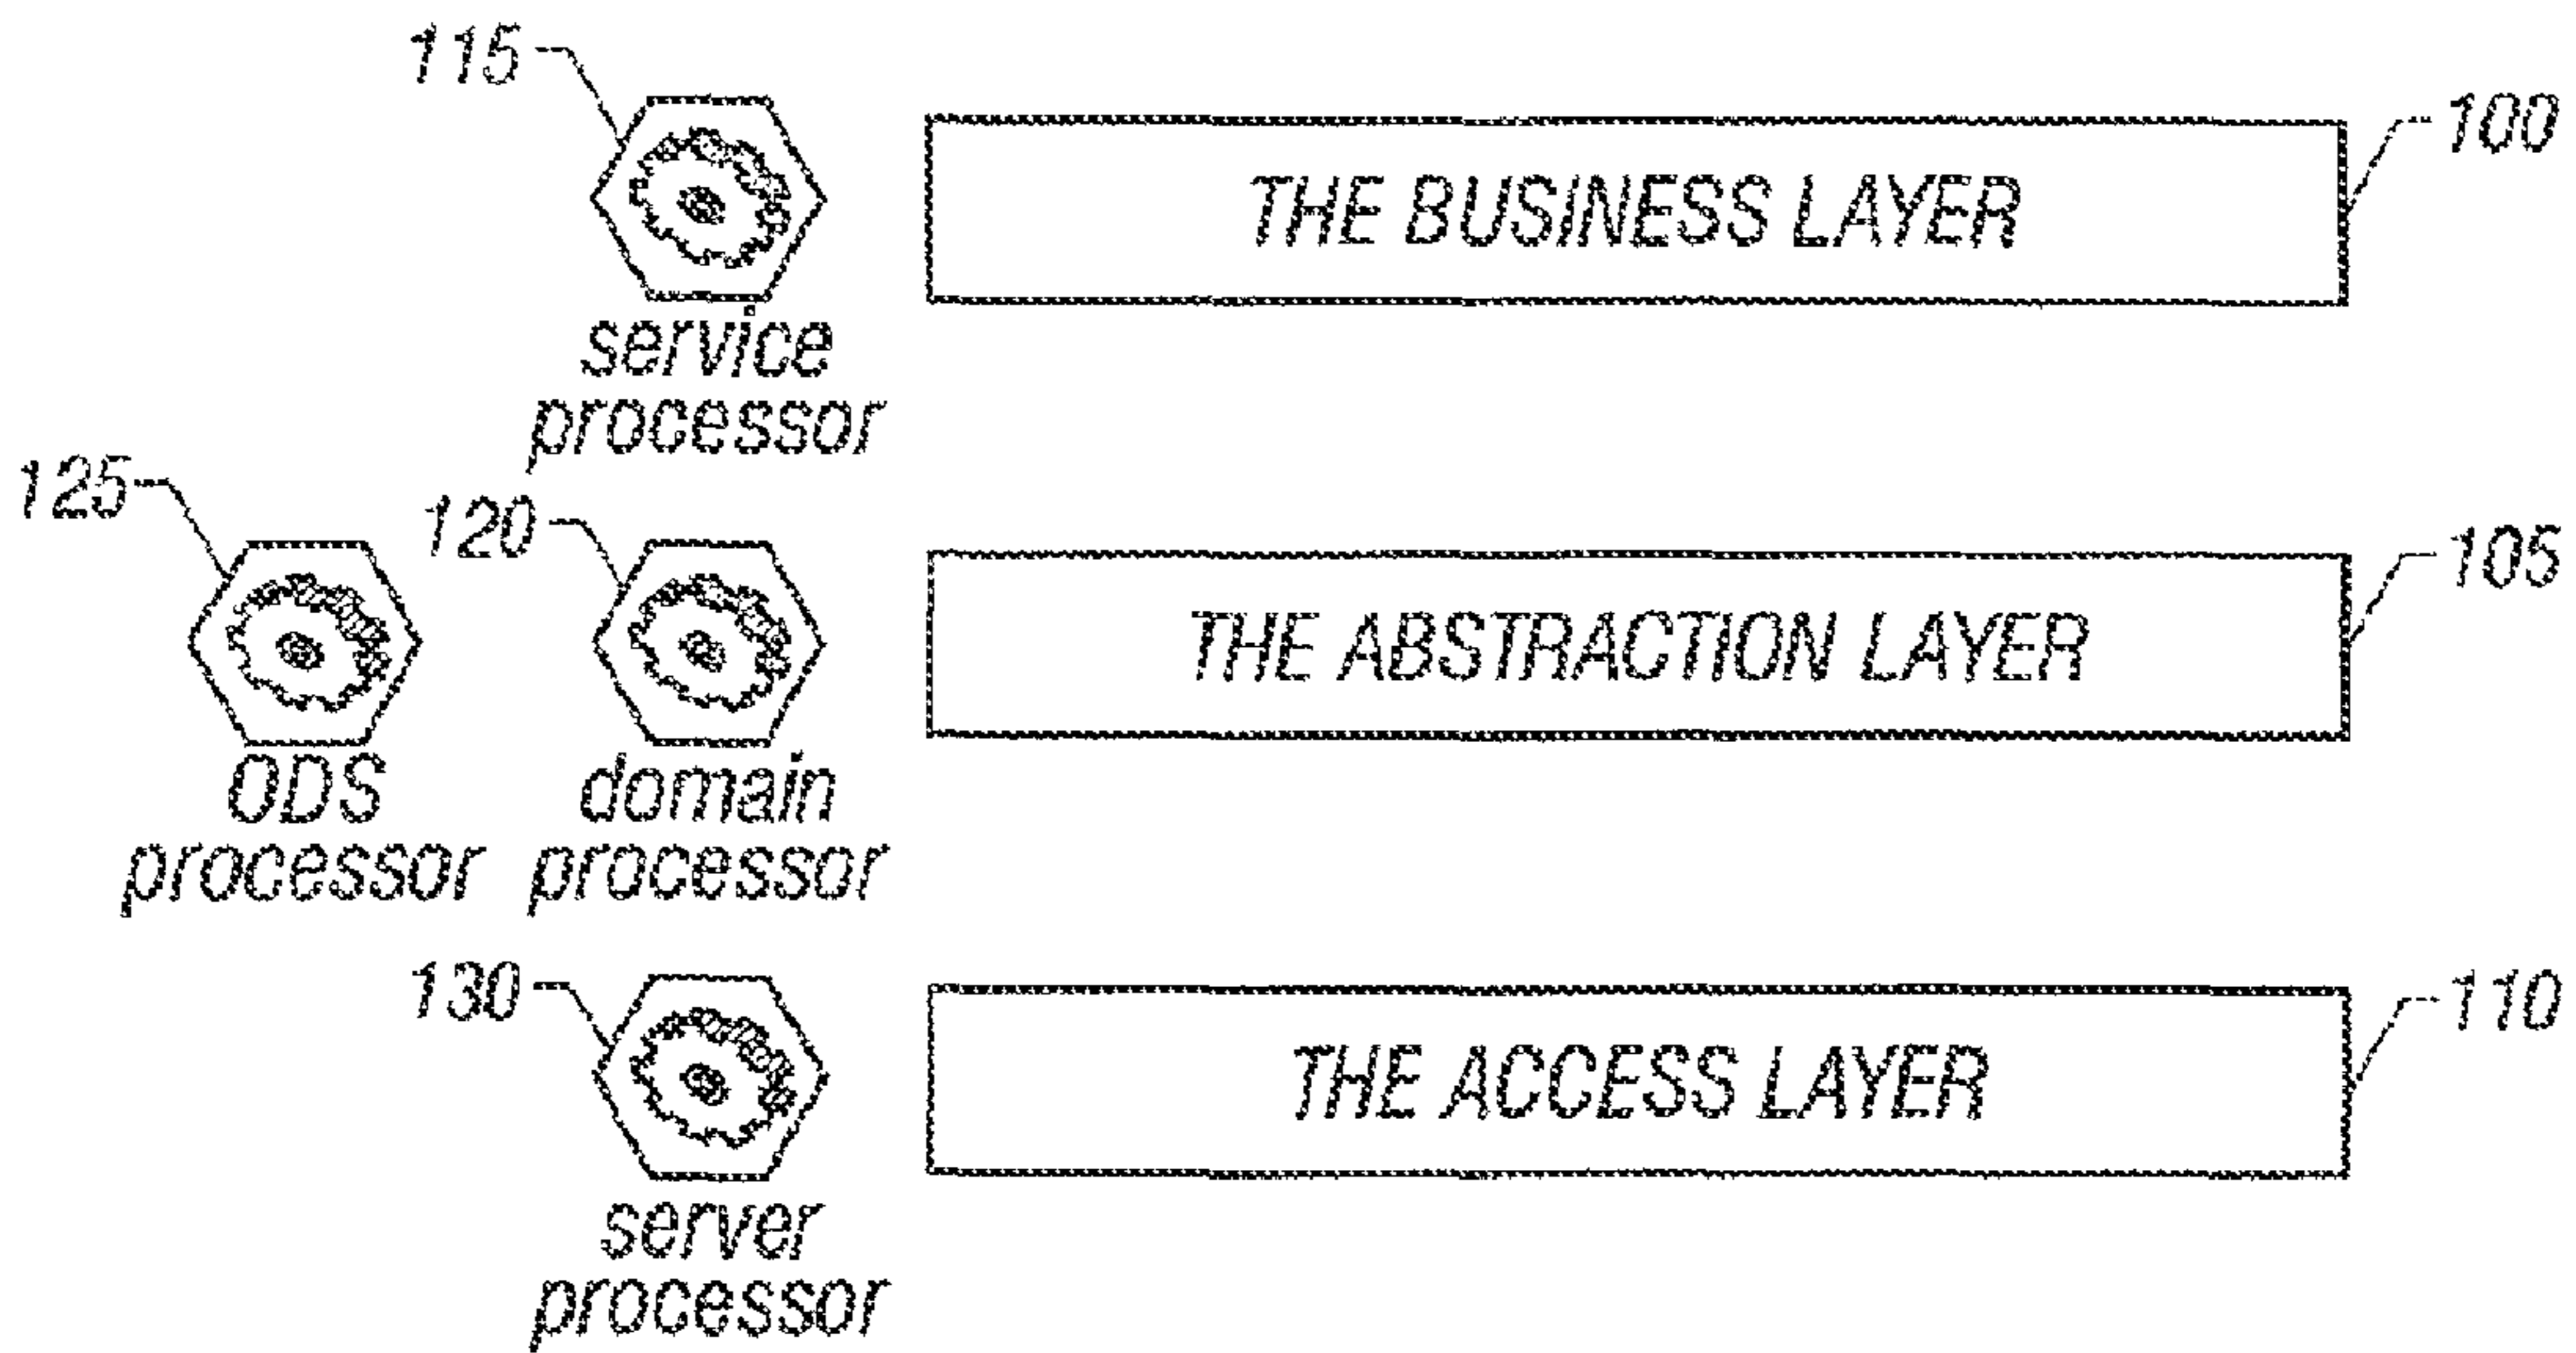 115
100
THE BUSINESS LAYER
service
processor
125
120
105
THE ABSTRACTION LAYER
ODS
processor
domain
processor
130
110
THE ACCESS LAYER
server
processor